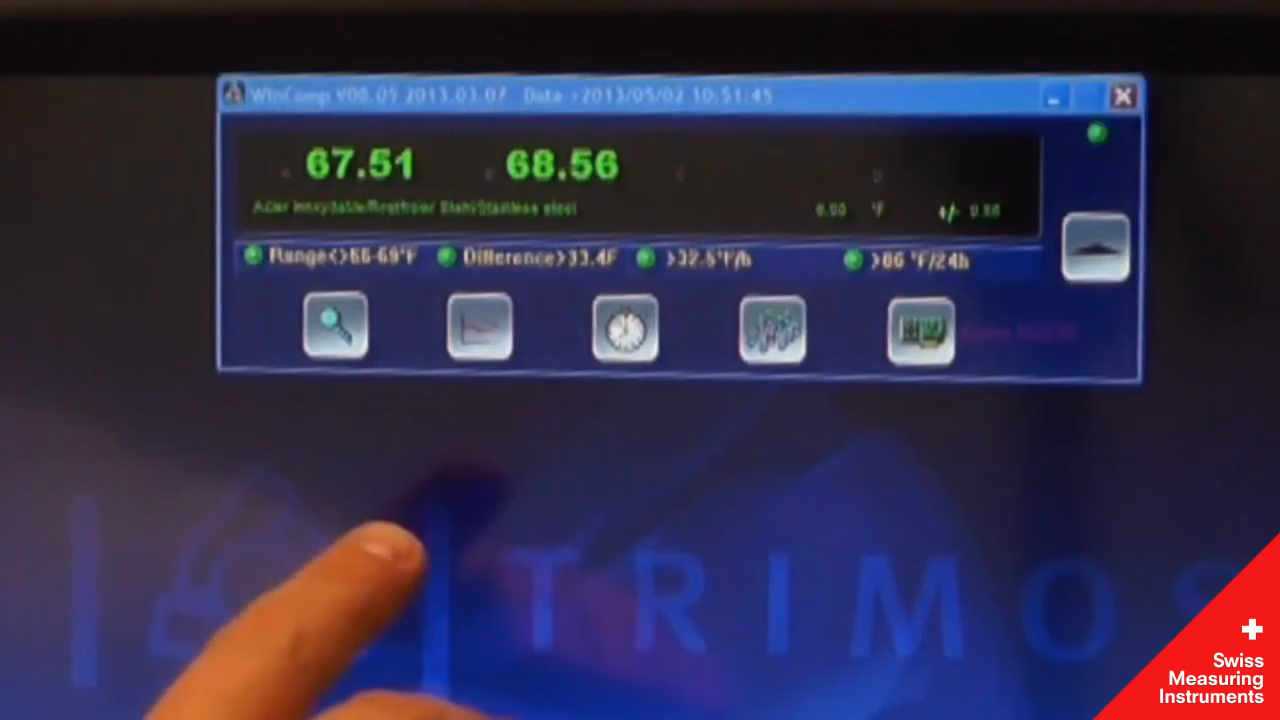 WinComp V00.05 2013.03.07 Data : 2013/05/02 10:51:45
67.51 68.56
Acier inoxydable/Rostfreier Stahl/Stainless steel 0.00 °F +/-
Range<>66-69°F Difference>33.4F >32.5°F/h >86 °F/24h
TRIMOS
Swiss
Measuring
Instruments